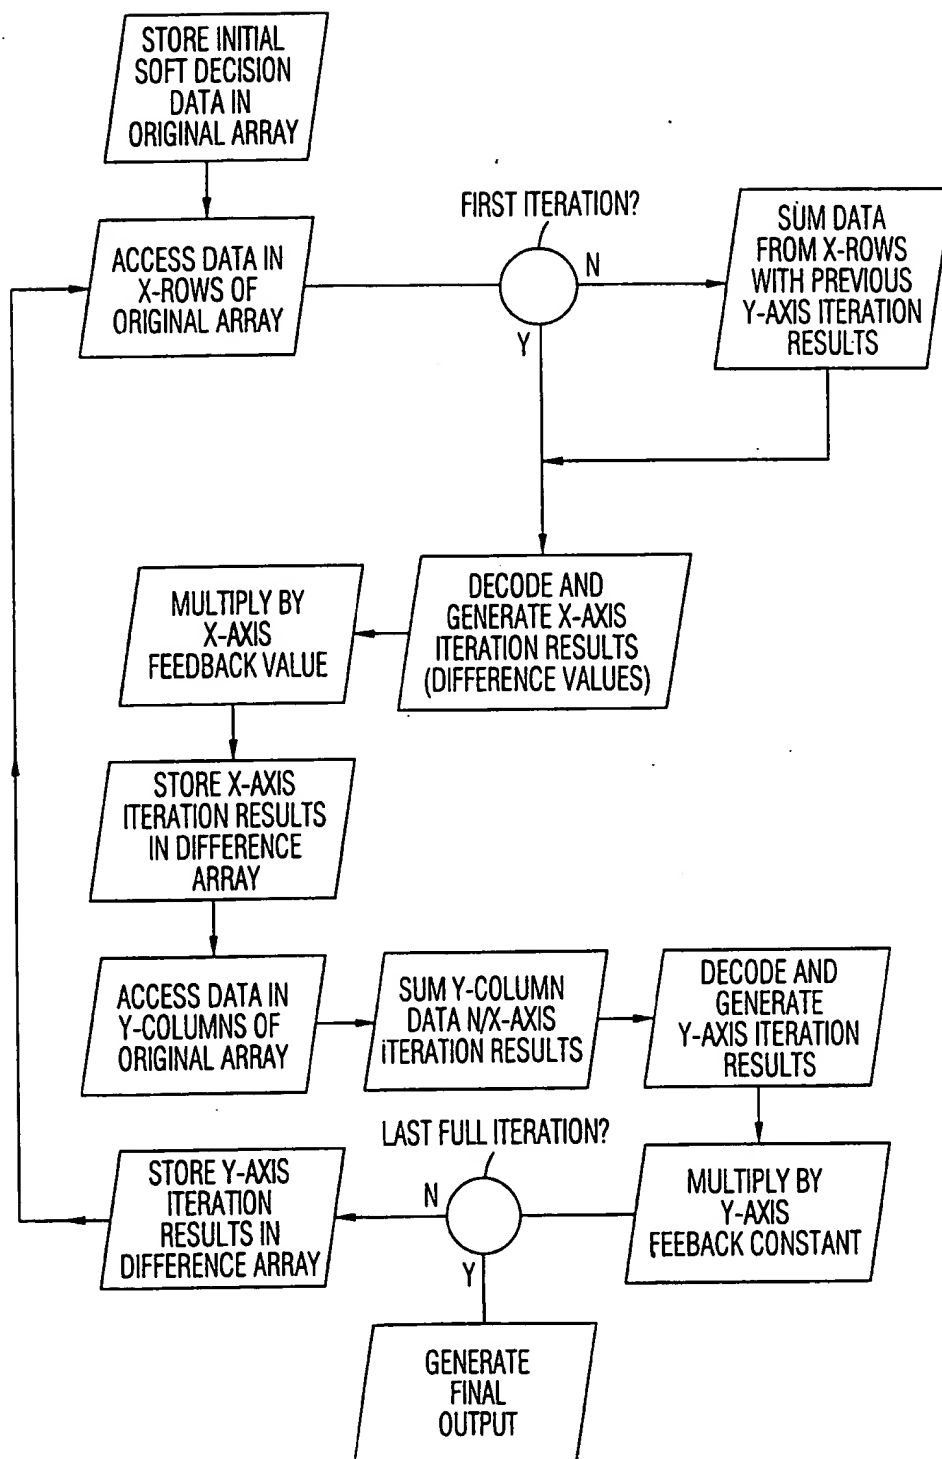 STORE INITIAL
SOFT DECISION
DATA IN
ORIGINAL ARRAY
ACCESS DATA IN
X-ROWS OF
ORIGINAL ARRAY
FIRST ITERATION?
N
Y
SUM DATA
FROM X-ROWS
WITH PREVIOUS
Y-AXIS ITERATION
RESULTS
DECODE AND
GENERATE X-AXIS
ITERATION RESULTS
(DIFFERENCE VALUES)
MULTIPLY BY
X-AXIS
FEEDBACK VALUE
STORE X-AXIS
ITERATION RESULTS
IN DIFFERENCE
ARRAY
ACCESS DATA IN
Y-COLUMNS OF
ORIGINAL ARRAY
SUM Y-COLUMN
DATA N/X-AXIS
ITERATION RESULTS
DECODE AND
GENERATE
Y-AXIS ITERATION
RESULTS
MULTIPLY BY
Y-AXIS
FEEBACK CONSTANT
LAST FULL ITERATION?
N
Y
STORE Y-AXIS
ITERATION
RESULTS IN
DIFFERENCE ARRAY
GENERATE
FINAL
OUTPUT